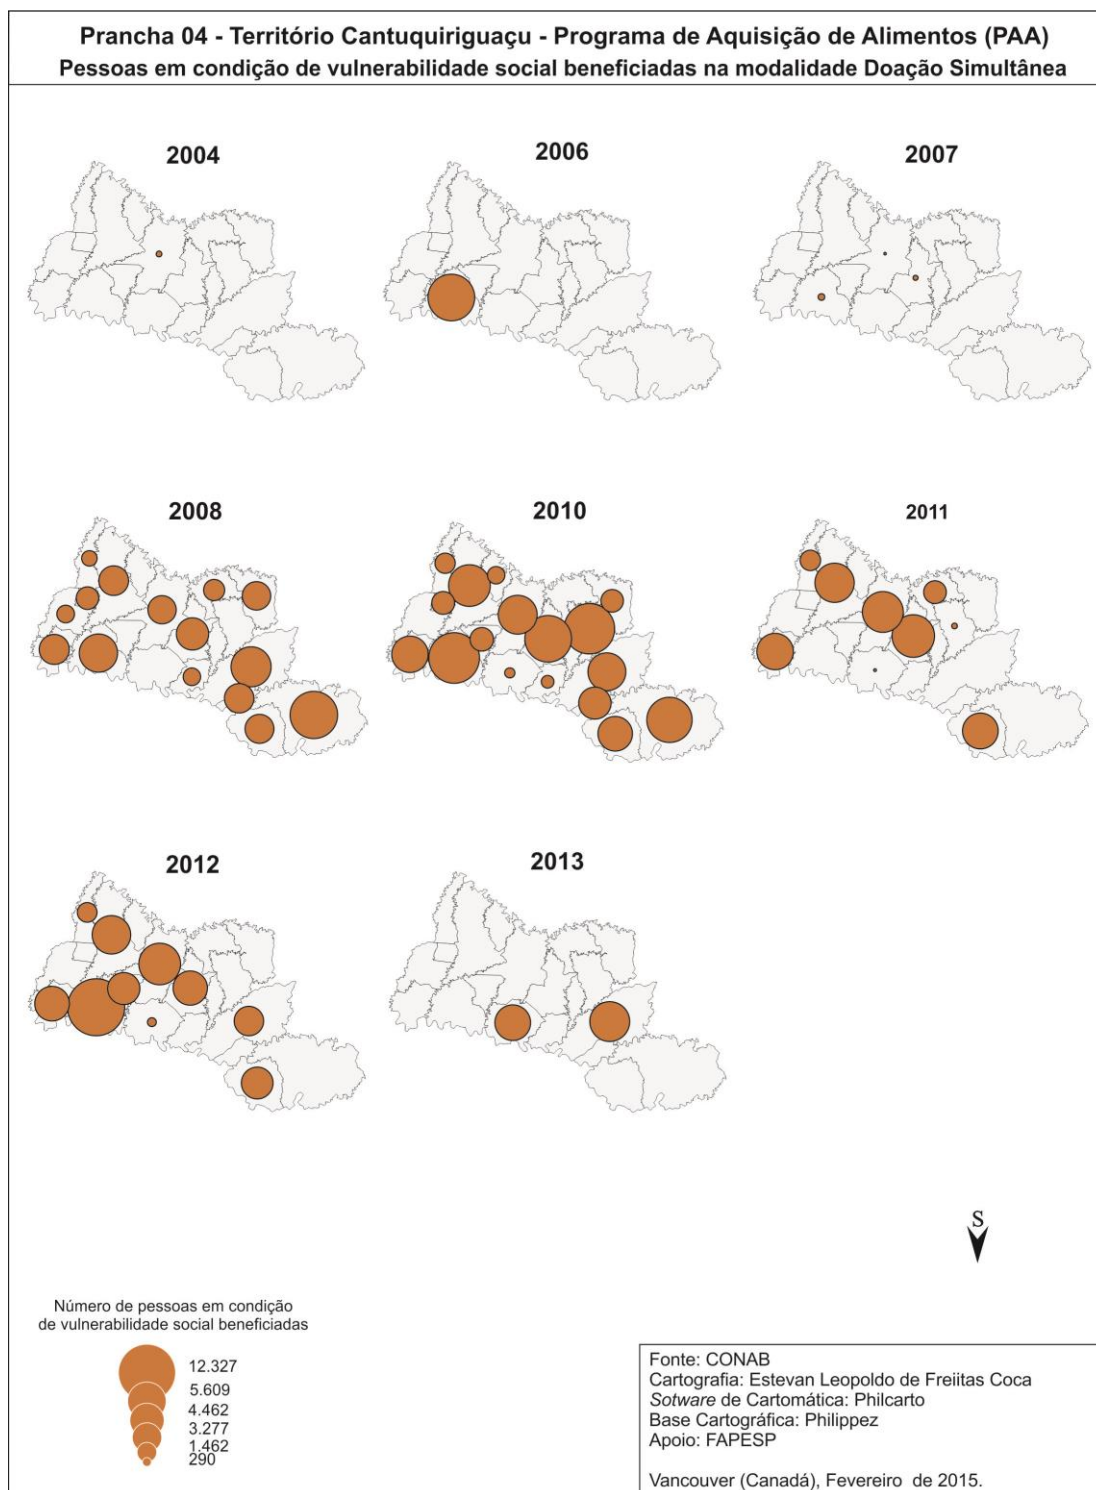 Prancha 04 - Território Cantuquiriguaçu - Programa de Aquisição de Alimentos (PAA)
Pessoas em condição de vulnerabilidade social beneficiadas na modalidade Doação Simultânea
2004
2006
2007
2008
2010
2011
2012
2013
S
Número de pessoas em condição
de vulnerabilidade social beneficiadas
12.327
5.609
4.462
3.277
1.462
290
Fonte: CONAB
Cartografia: Estevan Leopoldo de Freiitas Coca
Sotware de Cartomática: Philcarto
Base Cartográfica: Philippez
Apoio: FAPESP
Vancouver (Canadá), Fevereiro de 2015.